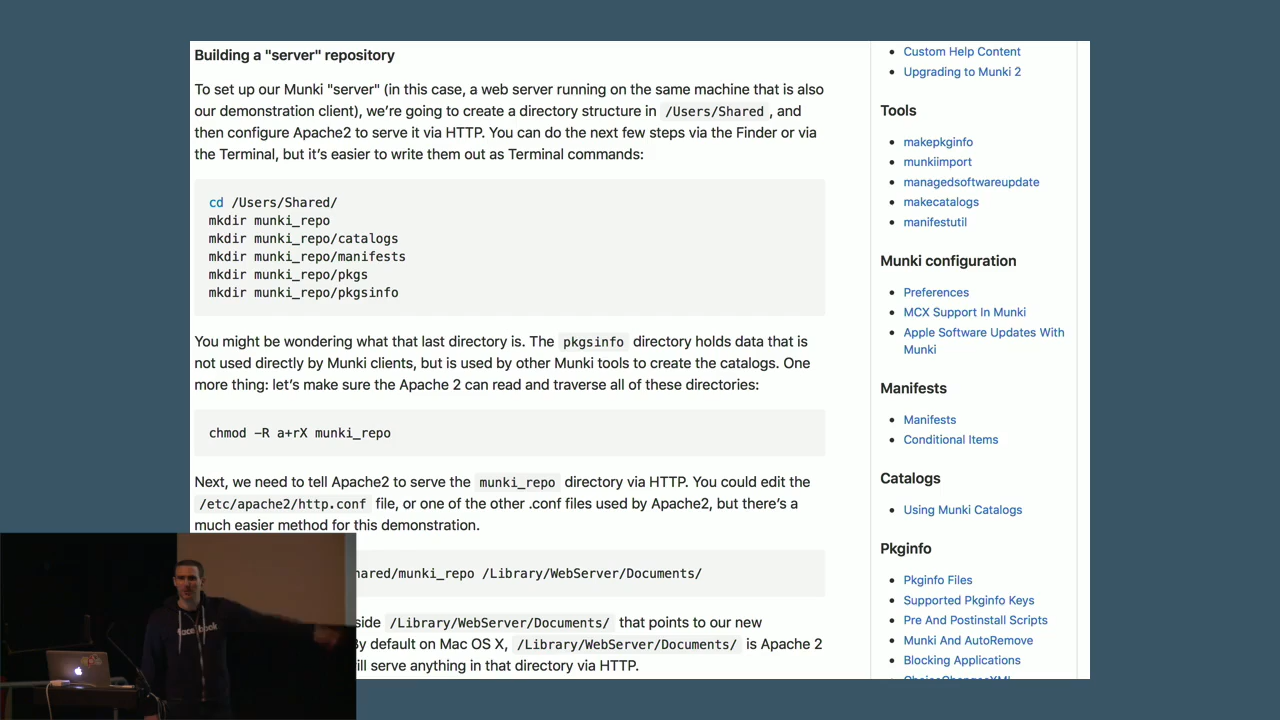 Building a "server" repository
To set up our Munki "server" (in this case, a web server running on the same machine that is also
our demonstration client), we’re going to create a directory structure in /Users/Shared , and
then configure Apache2 to serve it via HTTP. You can do the next few steps via the Finder or via
the Terminal, but it’s easier to write them out as Terminal commands:
cd /Users/Shared/
mkdir munki_repo
mkdir munki_repo/catalogs
mkdir munki_repo/manifests
mkdir munki_repo/pkgs
mkdir munki_repo/pkgsinfo
You might be wondering what that last directory is. The pkgsinfo directory holds data that is
not used directly by Munki clients, but is used by other Munki tools to create the catalogs. One
more thing: let’s make sure the Apache 2 can read and traverse all of these directories:
chmod -R a+rX munki_repo
Next, we need to tell Apache2 to serve the munki_repo directory via HTTP. You could edit the
/etc/apache2/http.conf file, or one of the other .conf files used by Apache2, but there’s a
much easier method for this demonstration.
hared/munki_repo /Library/WebServer/Documents/
side /Library/WebServer/Documents/ that points to our new
By default on Mac OS X, /Library/WebServer/Documents/ is Apache 2
ill serve anything in that directory via HTTP.
Custom Help Content
Upgrading to Munki 2
Tools
makepkginfo
munkiimport
managedsoftwareupdate
makecatalogs
manifestutil
Munki configuration
Preferences
MCX Support In Munki
Apple Software Updates With
Munki
Manifests
Manifests
Conditional Items
Catalogs
Using Munki Catalogs
Pkginfo
Pkginfo Files
Supported Pkginfo Keys
Pre And Postinstall Scripts
Munki And AutoRemove
Blocking Applications
ChoiceChangesXML
facebook